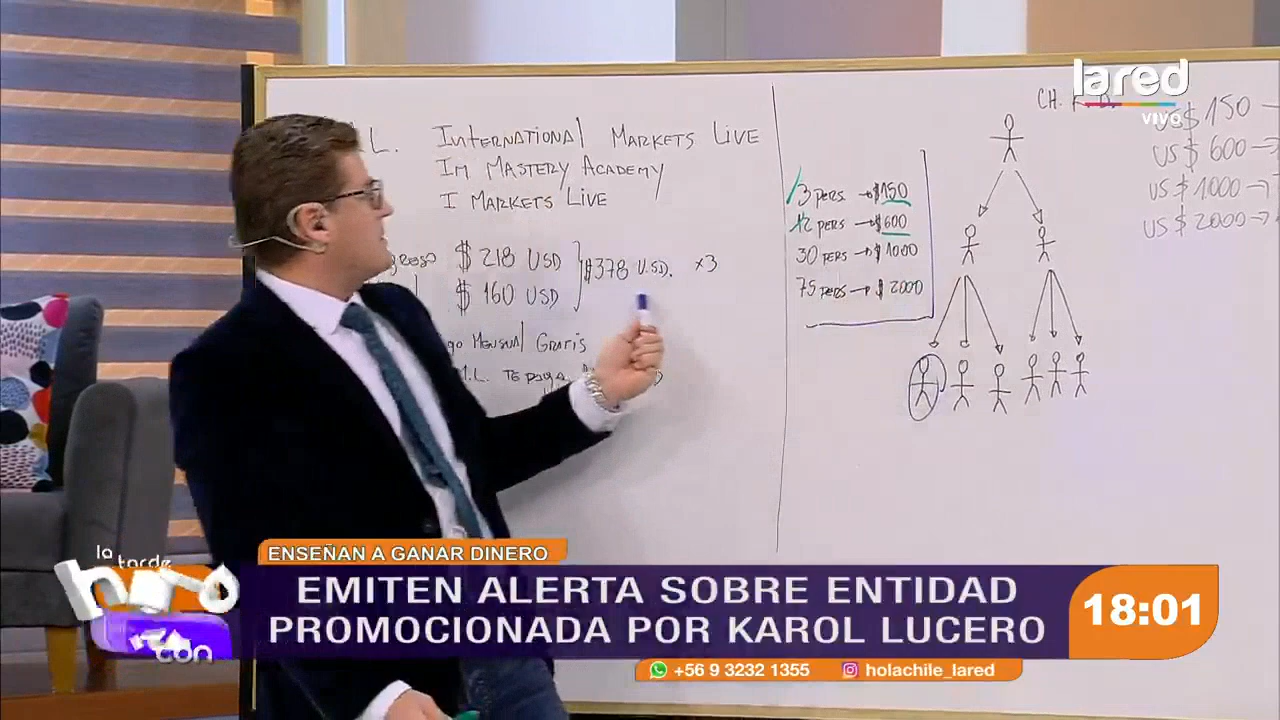 lared
vivo
.L. INTERNATIONAL MARKETS LIVE
IM MASTERY ACADEMY
I MARKETS LIVE
$ 218 USD
$ 160 USD
$378 U.SD. x3
MENSUAL GRATIS
TE PAGA
3 PERS → $150
12 PERS → $600
30 PERS → $1000
75 PERS → $ 2000
CH.
US$ 150 →
US$ 600 →
US$ 1000 →
US$ 2000 →
la tarde
con
ENSEÑAN A GANAR DINERO
EMITEN ALERTA SOBRE ENTIDAD
PROMOCIONADA POR KAROL LUCERO
18:01
+56 9 3232 1355 holachile_lared